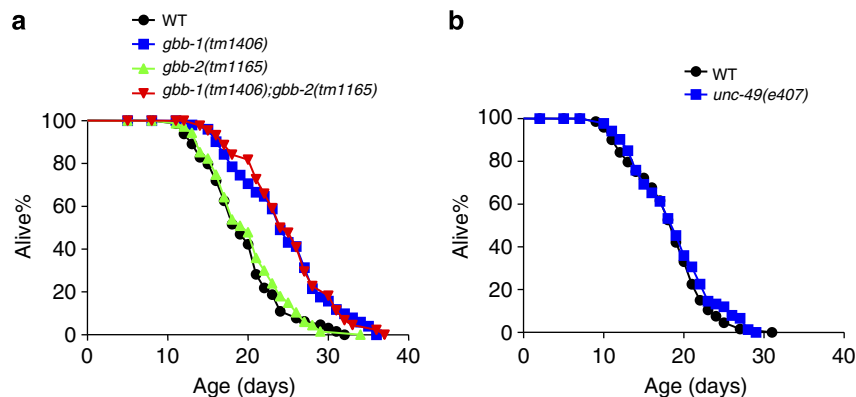 a
WT
gbb-1(tm1406)
gbb-2(tm1165)
gbb-1(tm1406);gbb-2(tm1165)
Alive%
100
80
60
40
20
0
0 10 20 30 40
Age (days)
b
WT
unc-49(e407)
Alive%
100
80
60
40
20
0
0 10 20 30 40
Age (days)